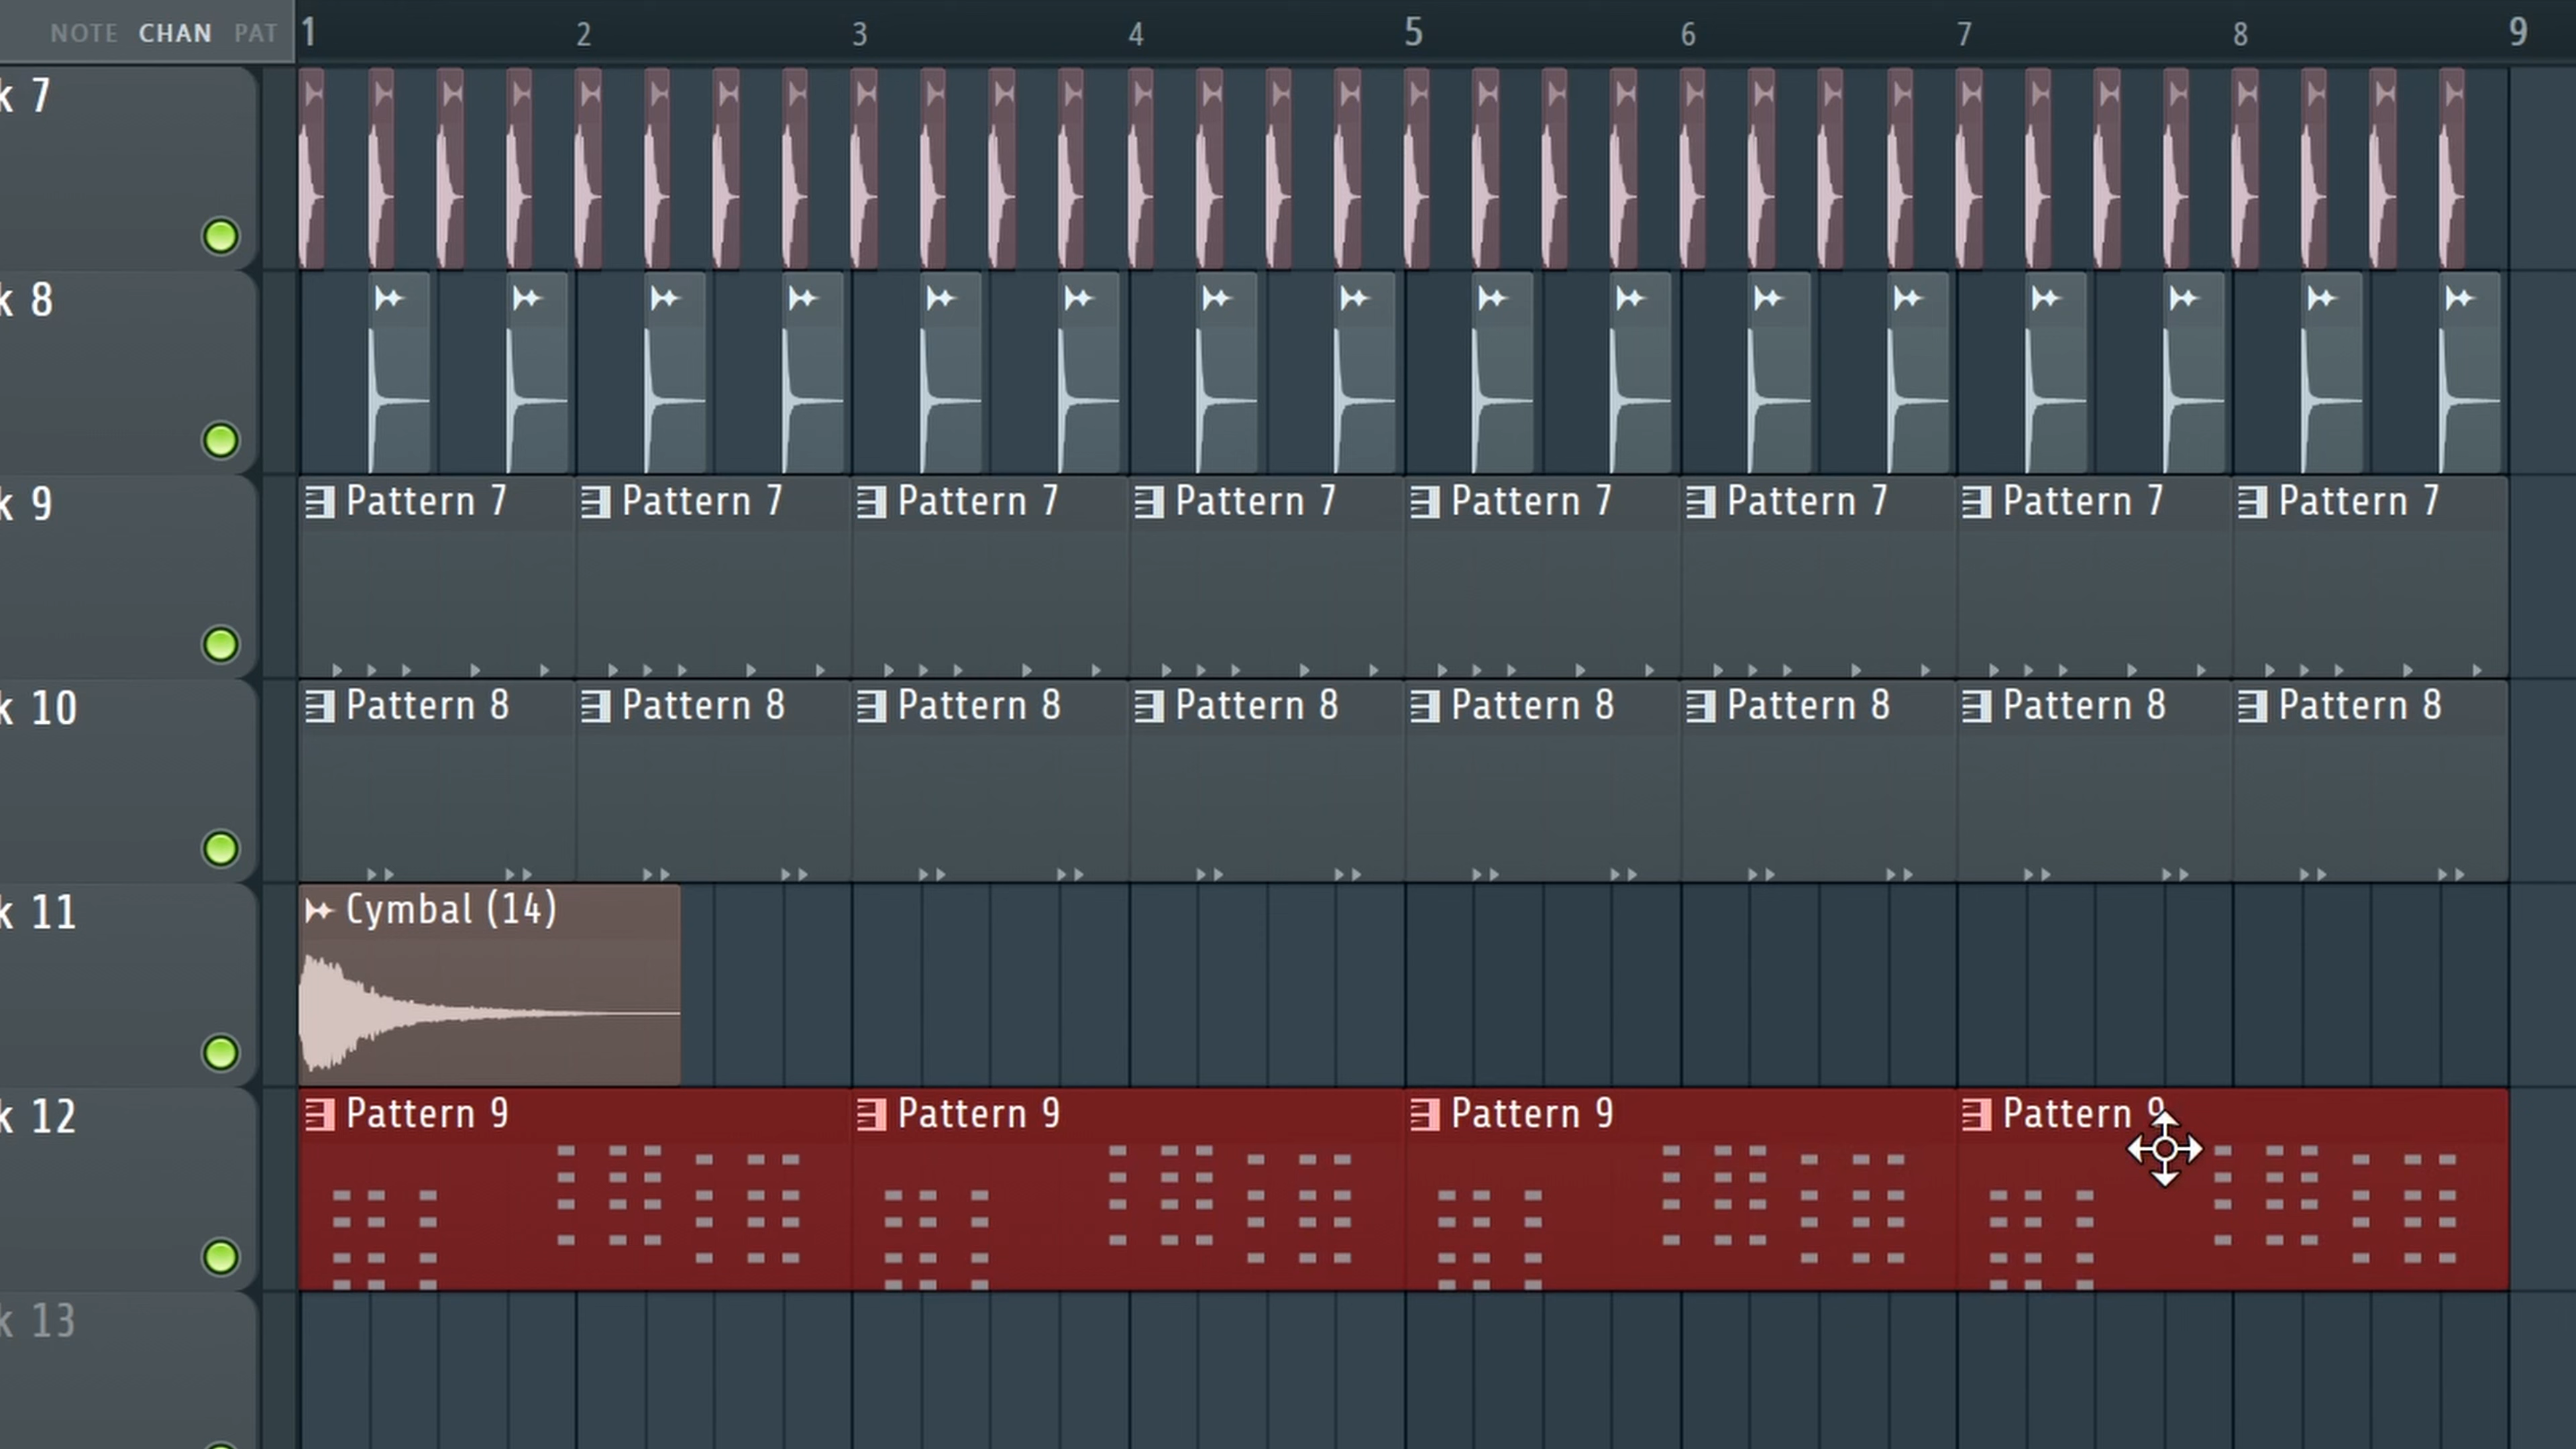 NOTE CHAN PAT 1 2 3 4 5 6 7 8 9
k 7
k 8
k 9 Pattern 7 Pattern 7 Pattern 7 Pattern 7 Pattern 7 Pattern 7 Pattern 7 Pattern 7
k 10 Pattern 8 Pattern 8 Pattern 8 Pattern 8 Pattern 8 Pattern 8 Pattern 8 Pattern 8
k 11 Cymbal (14)
k 12 Pattern 9 Pattern 9 Pattern 9 Pattern 9
k 13